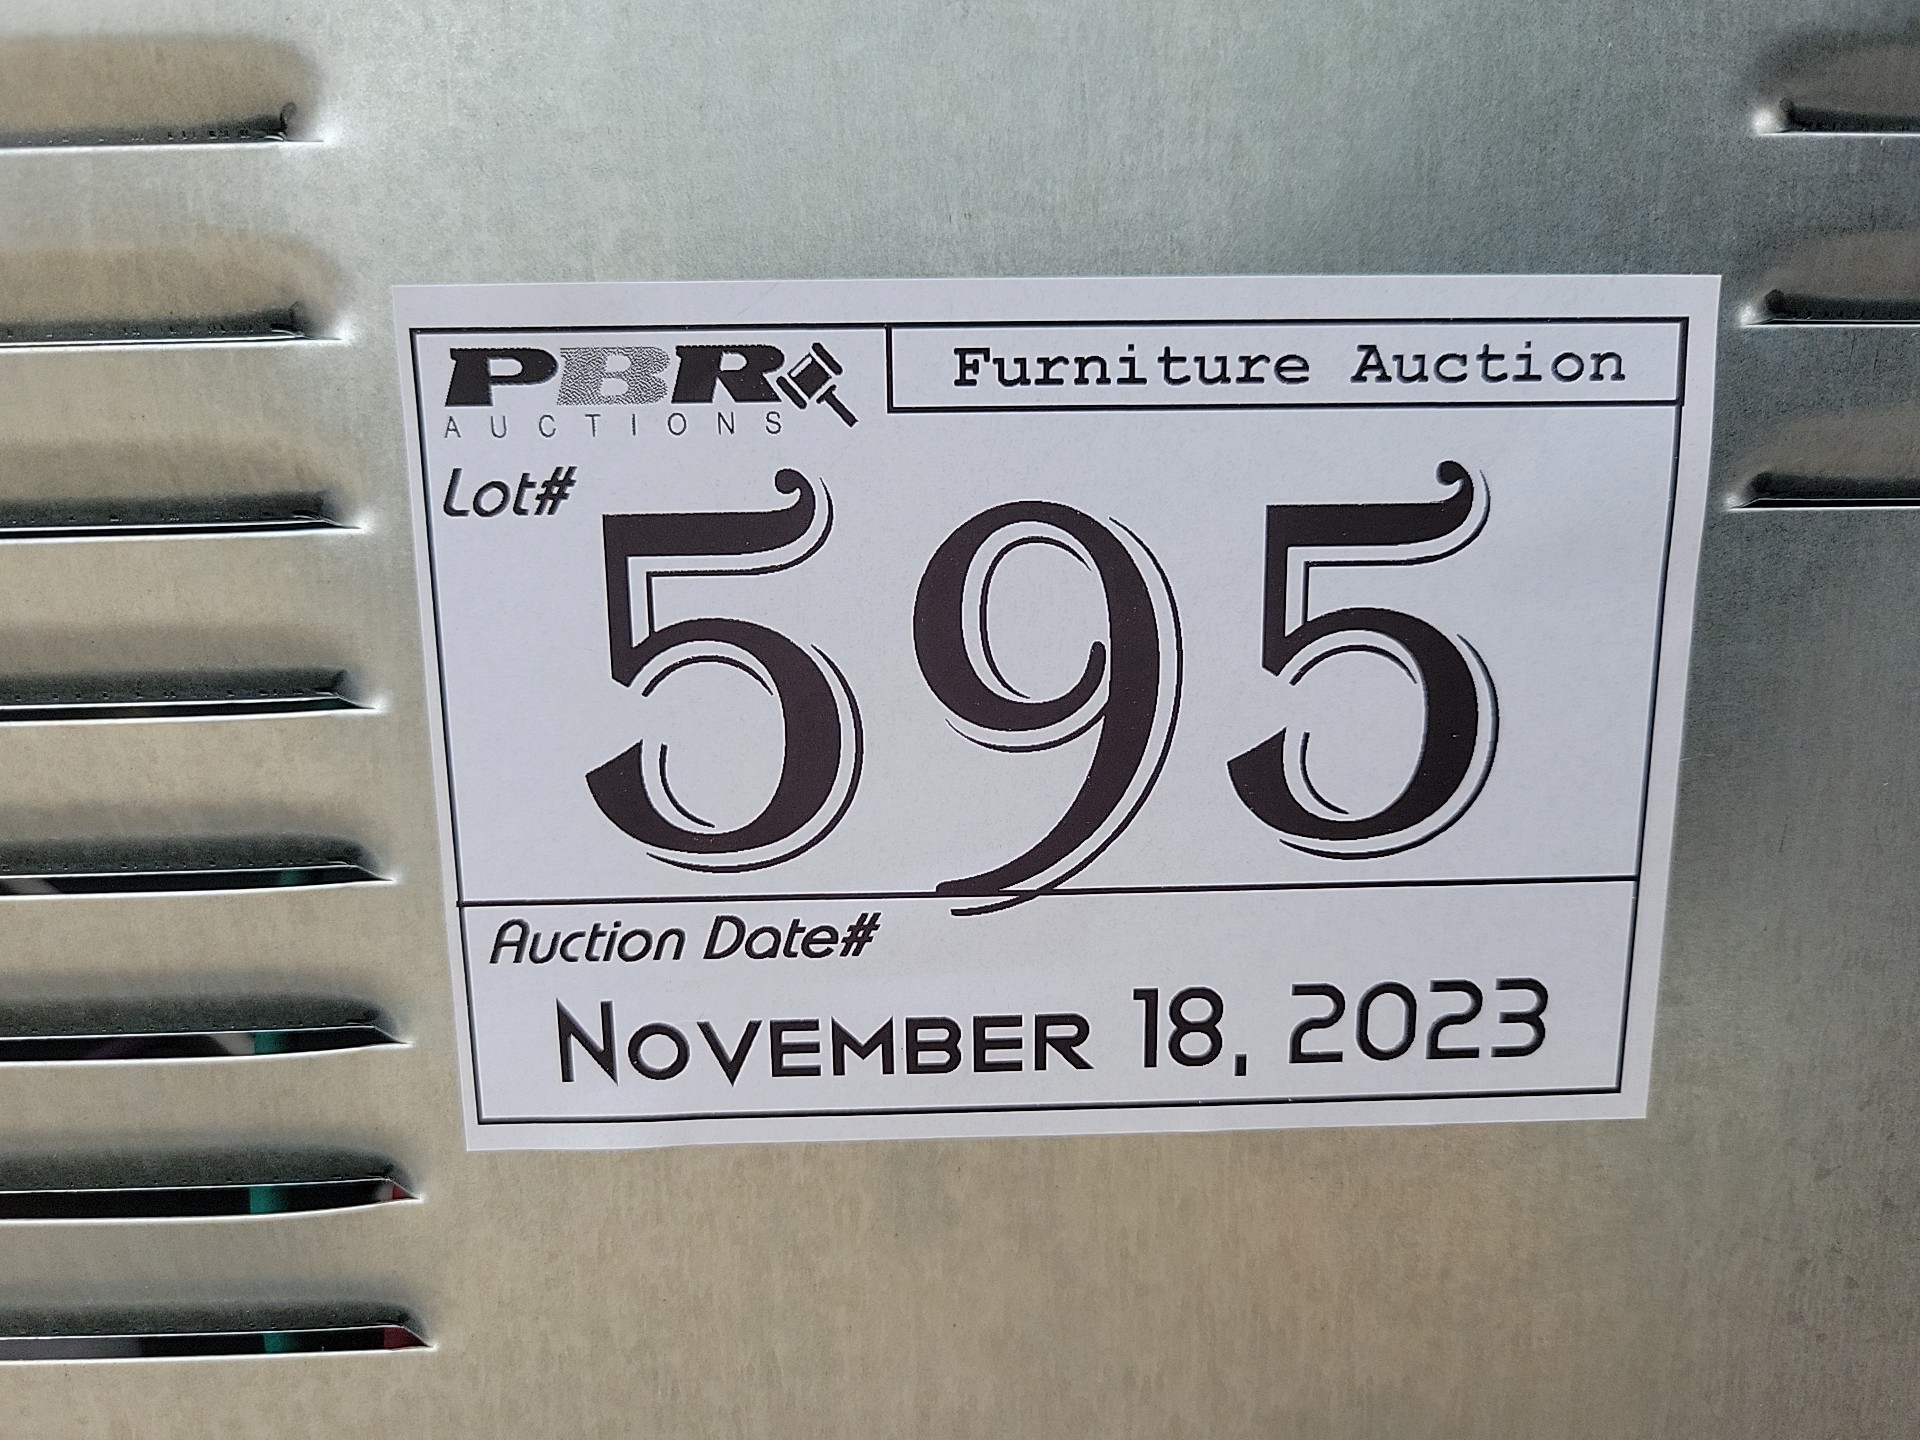 PBR
AUCTIONS
Furniture Auction
Lot#
595
Auction Date#
November 18, 2023